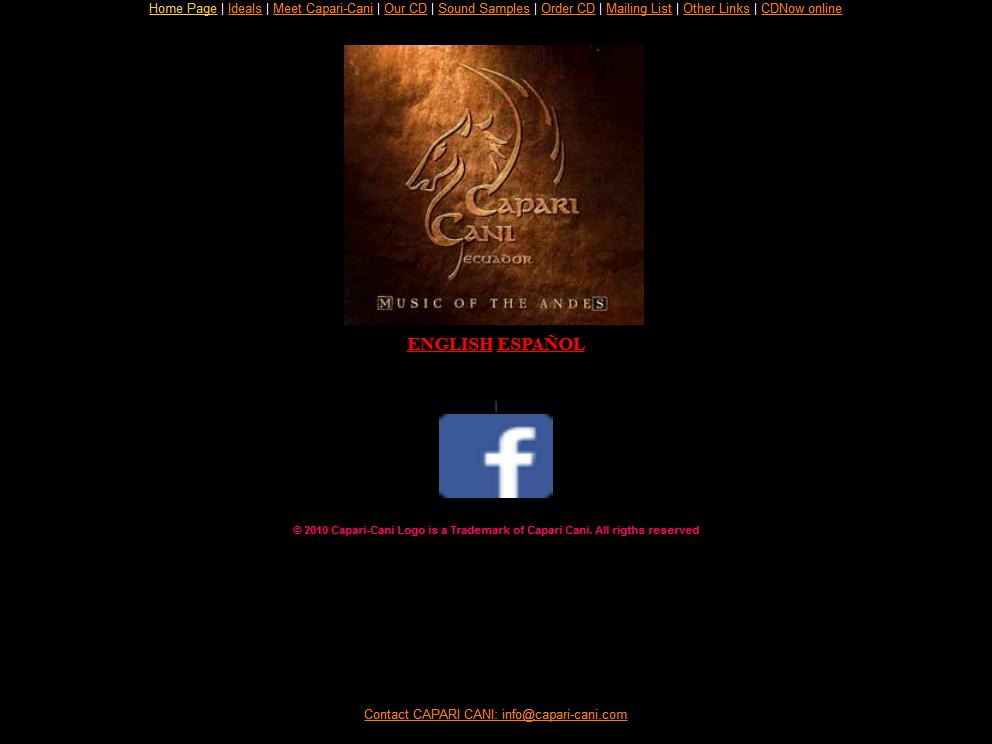 Home Page | Ideals | Meet Capari-Cani | Our CD | Sound Samples | Order CD | Mailing List | Other Links | CDNow online
CAPARI
CANI
ECUADOR
MUSIC OF THE ANDES
ENGLISH ESPAÑOL
|
f
© 2010 Capari-Cani Logo is a Trademark of Capari Cani. All rigths reserved
Contact CAPARI CANI: info@capari-cani.com